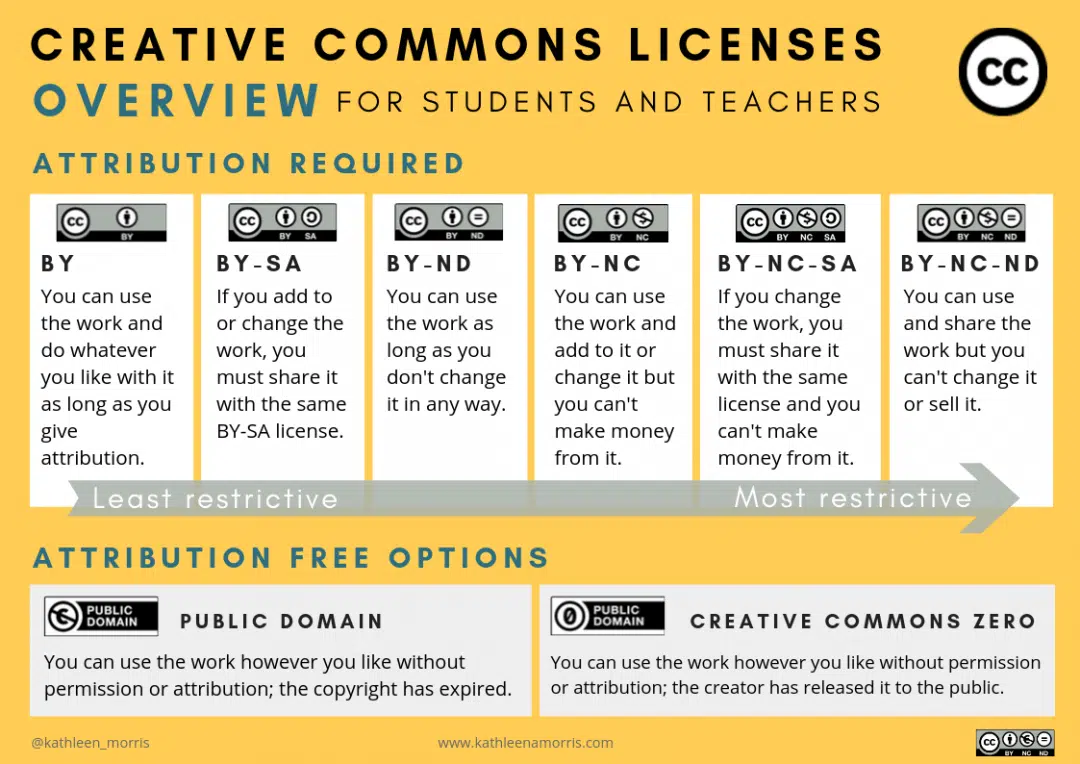 CREATIVE COMMONS LICENSES
OVERVIEW FOR STUDENTS AND TEACHERS
CC
ATTRIBUTION REQUIRED
CC
BY
BY
You can use
the work and
do whatever
you like with it
as long as you
give
attribution.
CC
BY SA
BY-SA
If you add to
or change the
work, you
must share it
with the same
BY-SA license.
CC
BY ND
BY-ND
You can use
the work as
long as you
don't change
it in any way.
CC
BY NC
BY-NC
You can use
the work and
add to it or
change it but
you can't
make money
from it.
CC
BY NC SA
BY-NC-SA
If you change
the work, you
must share it
with the same
license and you
can't make
money from it.
CC
BY NC ND
BY-NC-ND
You can use
and share the
work but you
can't change it
or sell it.
Least restrictive
Most restrictive
ATTRIBUTION FREE OPTIONS
PUBLIC
DOMAIN
PUBLIC DOMAIN
You can use the work however you like without
permission or attribution; the copyright has expired.
PUBLIC
DOMAIN
CREATIVE COMMONS ZERO
You can use the work however you like without permission
or attribution; the creator has released it to the public.
@kathleen_morris
www.kathleenamorris.com
CC
BY NC ND